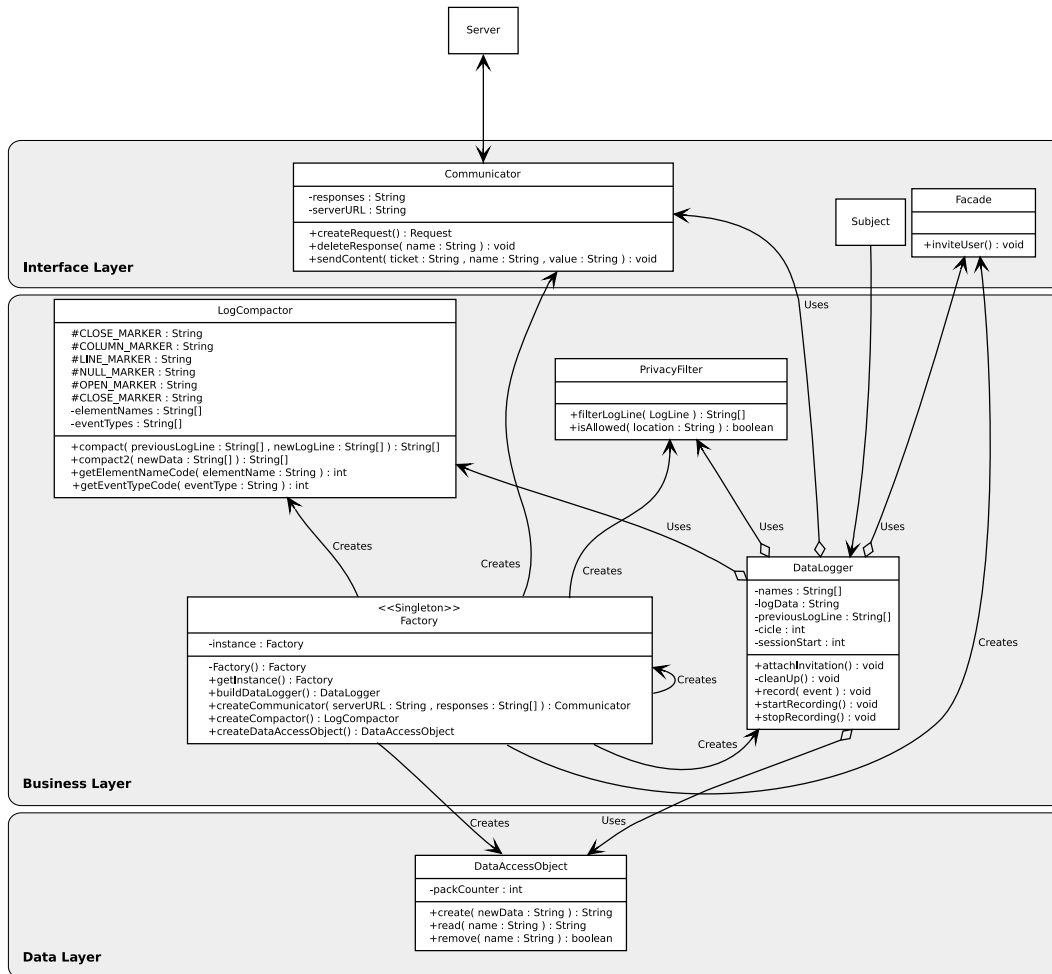 Server
Communicator
-responses : String
-serverURL : String
+createRequest() : Request
+deleteResponse( name : String ) : void
+sendContent( ticket : String , name : String , value : String ) : void
Subject
Facade
+inviteUser() : void
Interface Layer
Uses
LogCompactor
#CLOSE_MARKER : String
#COLUMN_MARKER : String
#LINE_MARKER : String
#NULL_MARKER : String
#OPEN_MARKER : String
#CLOSE_MARKER : String
-elementNames : String[]
-eventTypes : String[]
+compact( previousLogLine : String[] , newLogLine : String[] ) : String[]
+compact2( newData : String[] ) : String[]
+getElementNameCode( elementName : String ) : int
+getEventTypeCode( eventType : String ) : int
PrivacyFilter
+filterLogLine( LogLine ) : String[]
+isAllowed( location : String ) : boolean
Uses
Uses
Uses
Creates
Creates
Creates
DataLogger
-names : String[]
-logData : String
-previousLogLine : String[]
-cicle : int
-sessionStart : int
+attachInvitation() : void
-cleanUp() : void
+record( event ) : void
+startRecording() : void
+stopRecording() : void
<<Singleton>>
Factory
-instance : Factory
-Factory() : Factory
+getInstance() : Factory
+buildDataLogger() : DataLogger
+createCommunicator( serverURL : String , responses : String[] ) : Communicator
+createCompactor() : LogCompactor
+createDataAccessObject() : DataAccessObject
Creates
Creates
Creates
Business Layer
Creates
Uses
DataAccessObject
-packCounter : int
+create( newData : String ) : String
+read( name : String ) : String
+remove( name : String ) : boolean
Data Layer